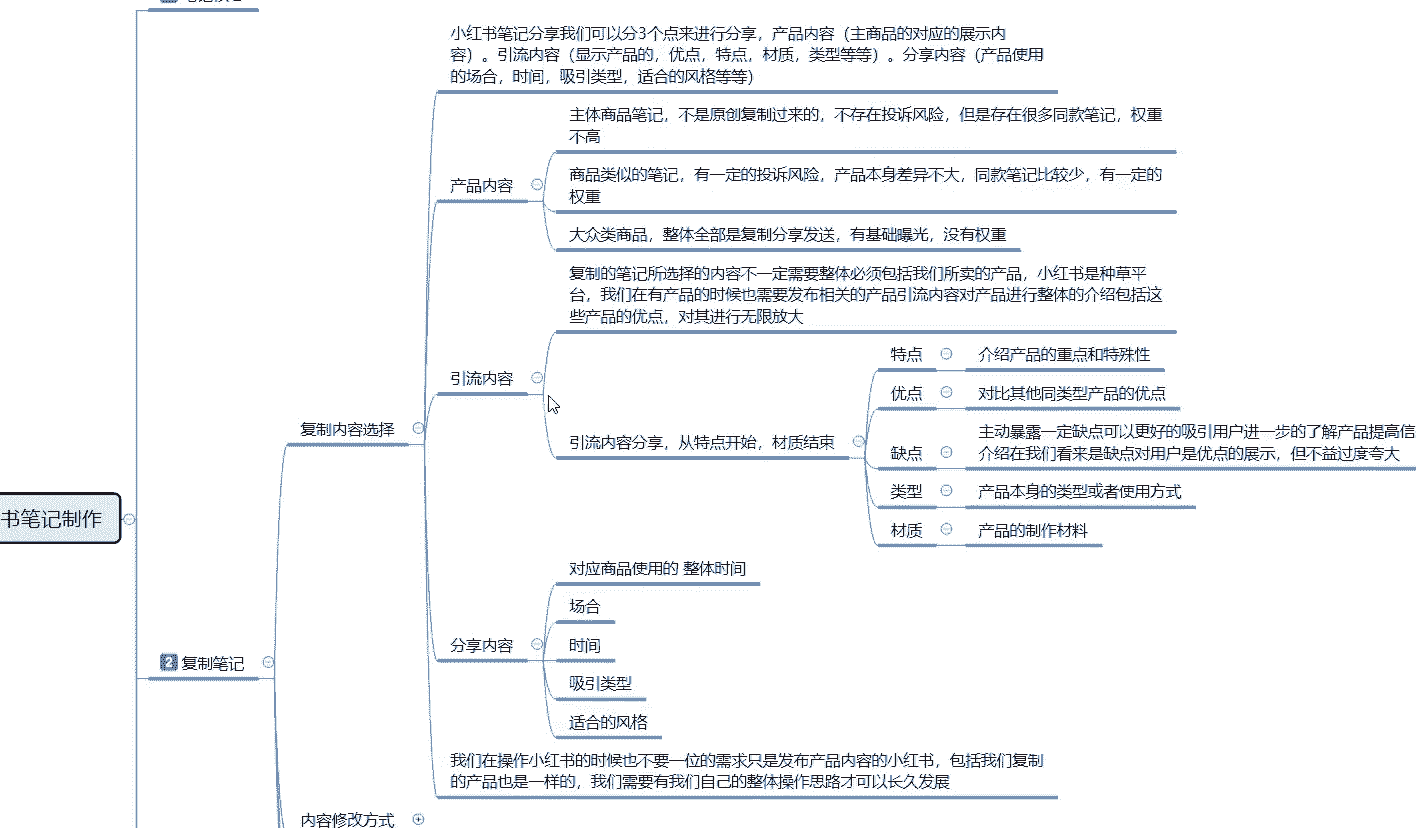 小红书笔记分享我们可以分3个点来进行分享，产品内容（主商品的对应的展示内
容）。引流内容（显示产品的，优点，特点，材质，类型等等）。分享内容（产品使用
的场合，时间，吸引类型，适合的风格等等）
主体商品笔记，不是原创复制过来的，不存在投诉风险，但是存在很多同款笔记，权重
不高
产品内容
商品类似的笔记，有一定的投诉风险，产品本身差异不大，同款笔记比较少，有一定的
权重
大众类商品，整体全部是复制分享发送，有基础曝光，没有权重
复制的笔记所选择的内容不一定需要整体必须包括我们所卖的产品，小红书是种草平
台，我们在有产品的时候也需要发布相关的产品引流内容对产品进行整体的介绍包括这
些产品的优点，对其进行无限放大
引流内容
引流内容分享，从特点开始，材质结束
特点
介绍产品的重点和特殊性
优点
对比其他同类型产品的优点
缺点
主动暴露一定缺点可以更好的吸引用户进一步的了解产品提高信
介绍在我们看来是缺点对用户是优点的展示，但不益过度夸大
类型
产品本身的类型或者使用方式
材质
产品的制作材料
复制内容选择
书笔记制作
对应商品使用的 整体时间
场合
分享内容
时间
吸引类型
适合的风格
2 复制笔记
我们在操作小红书的时候也不要一位的需求只是发布产品内容的小红书，包括我们复制
的产品也是一样的，我们需要有我们自己的整体操作思路才可以长久发展
内容修改方式